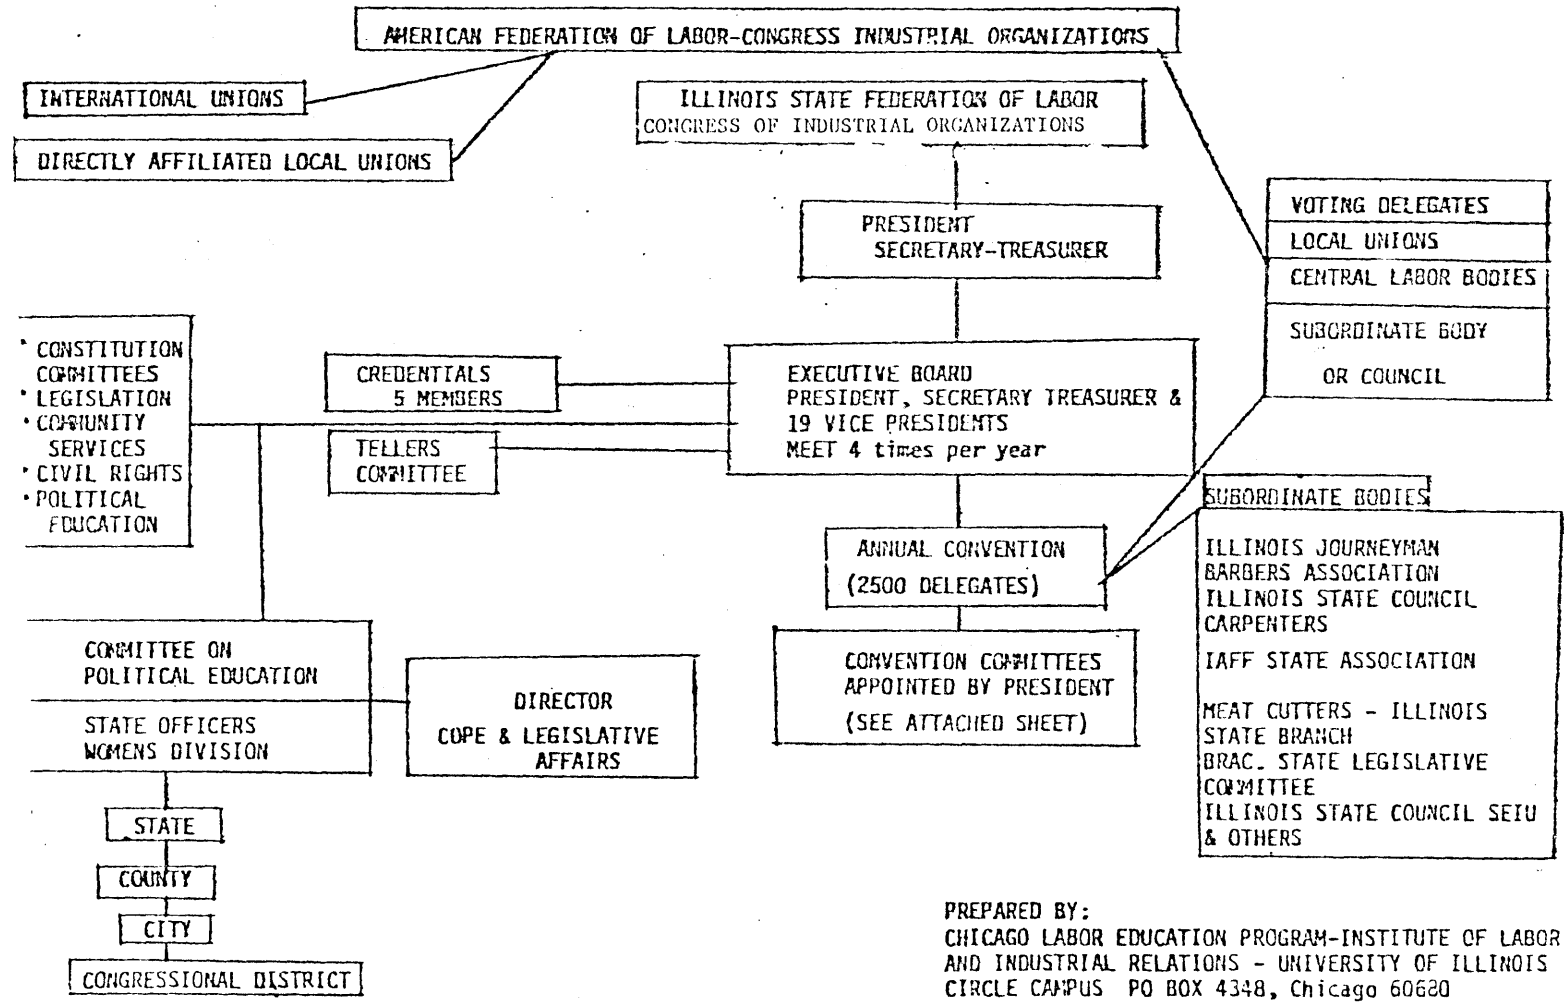 AMERICAN FEDERATION OF LABOR-CONGRESS INDUSTRIAL ORGANIZATIONS
INTERNATIONAL UNIONS
DIRECTLY AFFILIATED LOCAL UNIONS
ILLINOIS STATE FEDERATION OF LABOR
CONGRESS OF INDUSTRIAL ORGANIZATIONS
PRESIDENT
SECRETARY-TREASURER
VOTING DELEGATES
LOCAL UNIONS
CENTRAL LABOR BODIES
SUBORDINATE BODY
OR COUNCIL
• CONSTITUTION
COMMITTEES
• LEGISLATION
• COMMUNITY
SERVICES
• CIVIL RIGHTS
• POLITICAL
EDUCATION
CREDENTIALS
5 MEMBERS
TELLERS
COMMITTEE
EXECUTIVE BOARD
PRESIDENT, SECRETARY TREASURER &
19 VICE PRESIDENTS
MEET 4 times per year
ANNUAL CONVENTION
(2500 DELEGATES)
CONVENTION COMMITTEES
APPOINTED BY PRESIDENT
(SEE ATTACHED SHEET)
SUBORDINATE BODIES
ILLINOIS JOURNEYMAN
BARBERS ASSOCIATION
ILLINOIS STATE COUNCIL
CARPENTERS
IAFF STATE ASSOCIATION
MEAT CUTTERS - ILLINOIS
STATE BRANCH
BRAC. STATE LEGISLATIVE
COMMITTEE
ILLINOIS STATE COUNCIL SEIU
& OTHERS
COMMITTEE ON
POLITICAL EDUCATION
STATE OFFICERS
WOMENS DIVISION
DIRECTOR
COPE & LEGISLATIVE
AFFAIRS
STATE
COUNTY
CITY
CONGRESSIONAL DISTRICT
PREPARED BY:
CHICAGO LABOR EDUCATION PROGRAM-INSTITUTE OF LABOR
AND INDUSTRIAL RELATIONS - UNIVERSITY OF ILLINOIS
CIRCLE CAMPUS PO BOX 4348, Chicago 60680